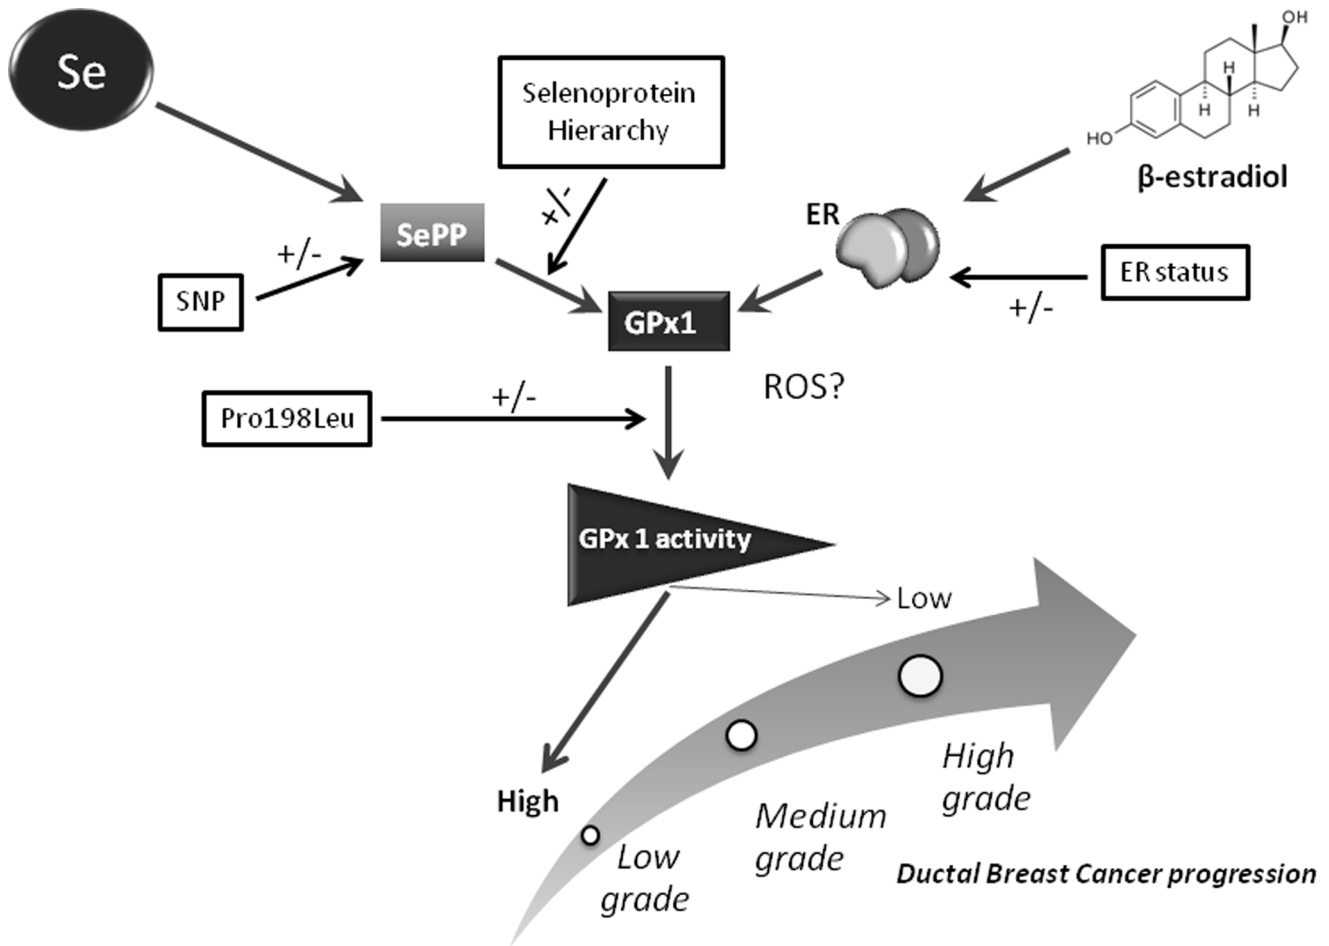 Se
Selenoprotein
Hierarchy
OH
H
H
H
HO
β-estradiol
+/-
ER
SePP
+/-
SNP
ER status
+/-
GPx1
ROS?
+/-
Pro198Leu
GPx 1 activity
Low
High
High
grade
Medium
grade
Low
grade
Ductal Breast Cancer progression